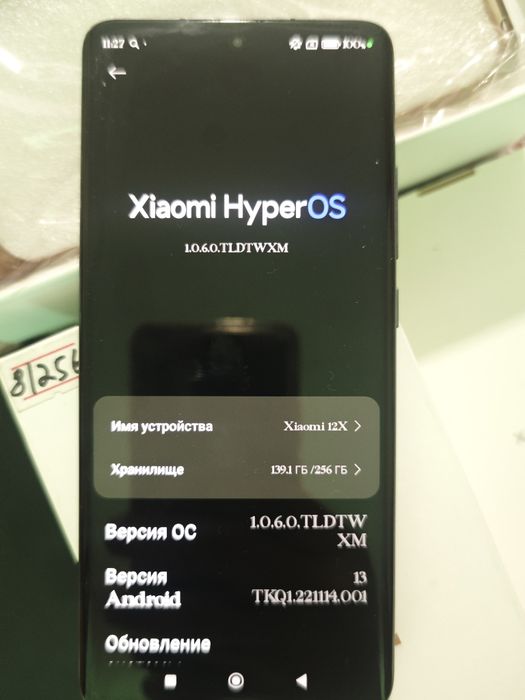 11:27
100%
Xiaomi HyperOS
1.0.6.0.TLDTWXM
8/256
Имя устройства Xiaomi 12X
Хранилище 139.1 ГБ /256 ГБ
Версия ОС 1.0.6.0.TLDTW
XM
Версия 13
Android TKQ1.221114.001
Обновление